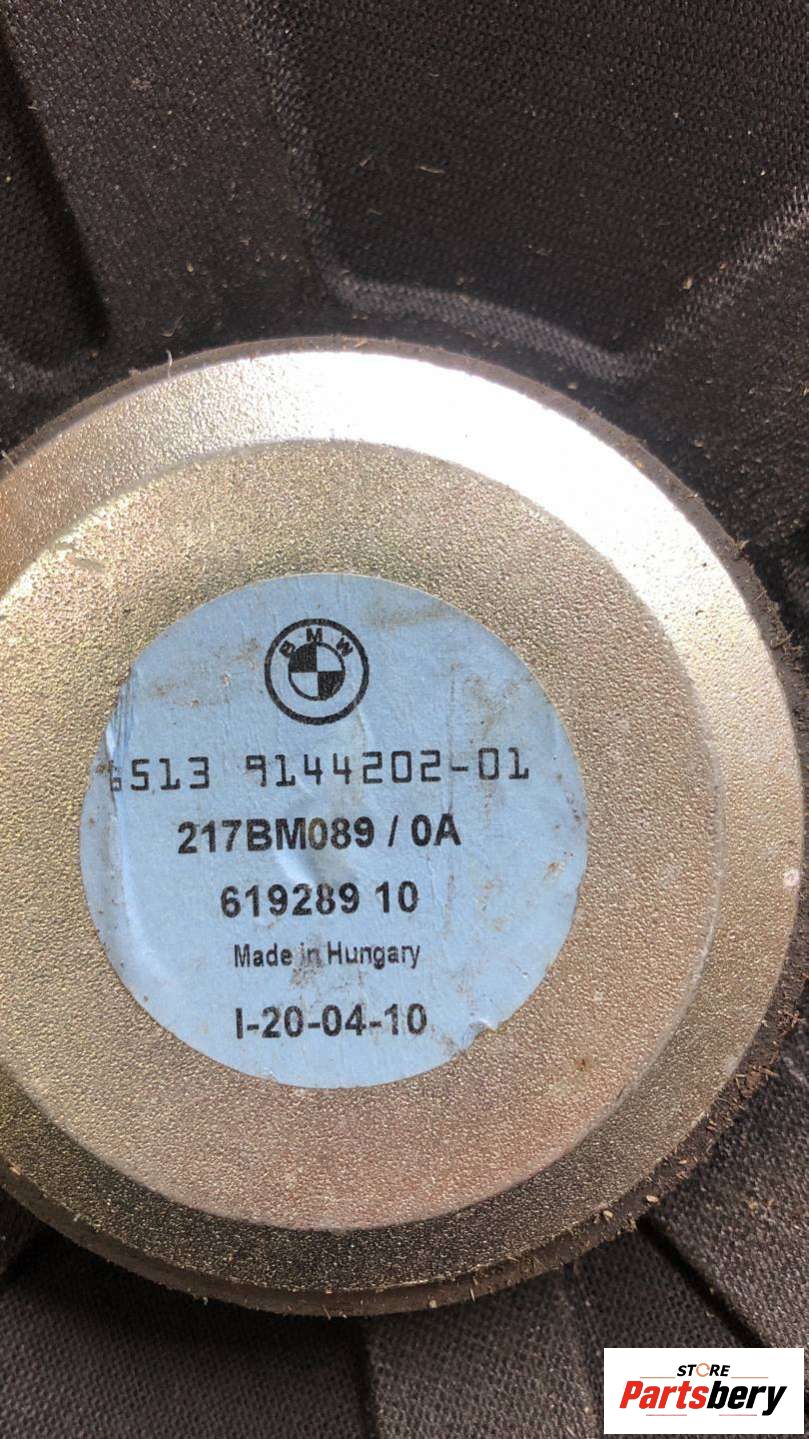 BMW
6513 9144202-01
217BM089 / 0A
619289 10
Made in Hungary
I-20-04-10
STORE
Partsbery